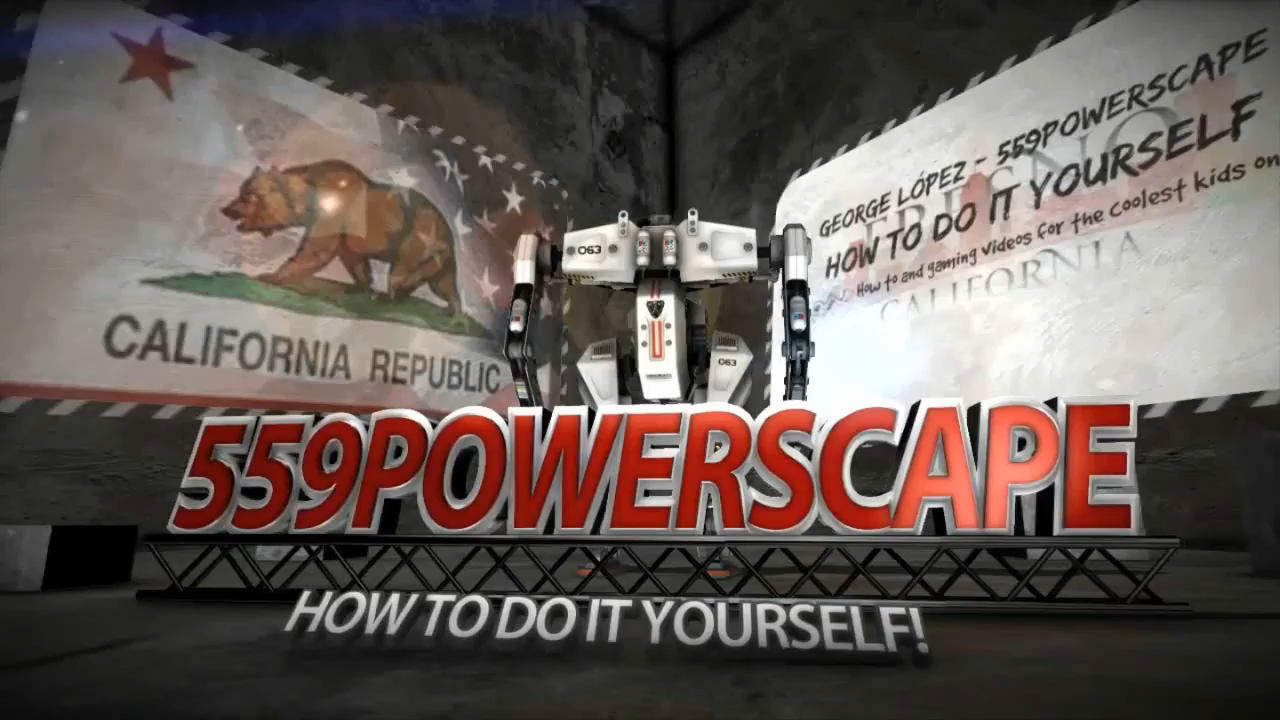 CALIFORNIA REPUBLIC
GEORGE LÓPEZ - 559POWERSCAPE
HOW TO DO IT YOURSELF
How to and gaming videos for the coolest kids on
FRESNO
CALIFORNIA
063
063
559POWERSCAPE
HOW TO DO IT YOURSELF!